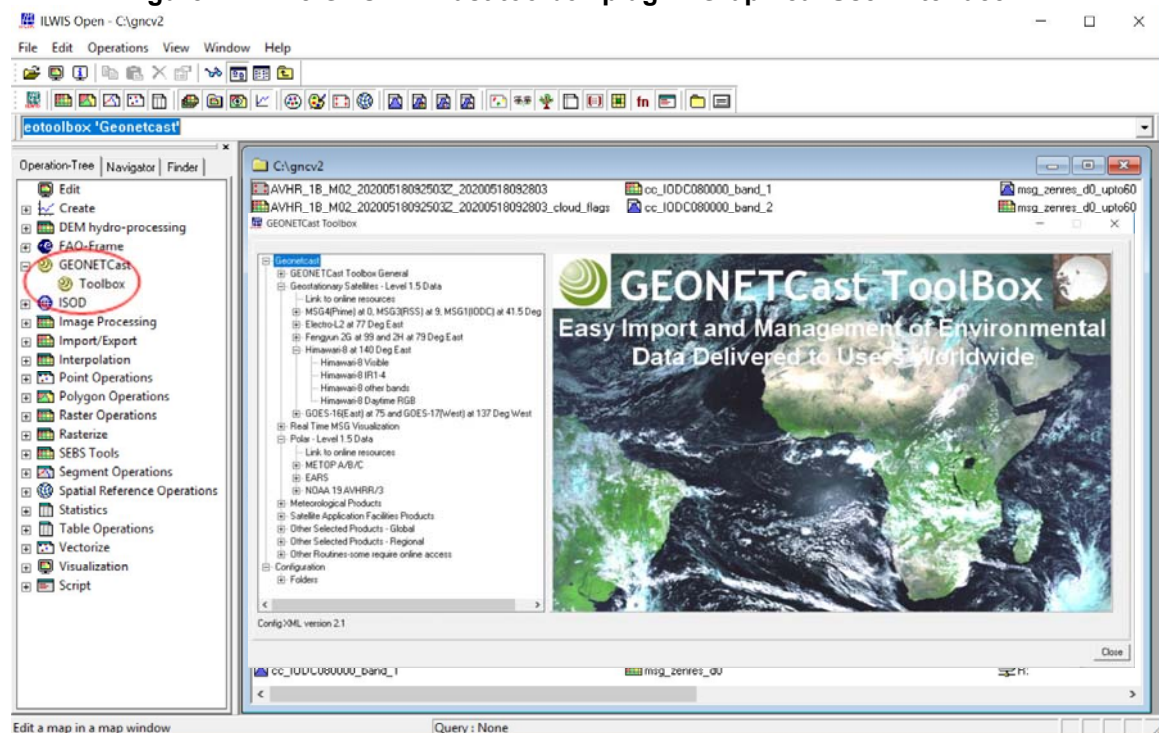 ILWIS Open - C:\gncv2
File Edit Operations View Window Help
fn
eotoolbox 'Geonetcast'
Operation-Tree Navigator Finder
Edit
Create
DEM hydro-processing
FAO-Frame
GEONETCast
Toolbox
ISOD
Image Processing
Import/Export
Interpolation
Point Operations
Polygon Operations
Raster Operations
Rasterize
SEBS Tools
Segment Operations
Spatial Reference Operations
Statistics
Table Operations
Vectorize
Visualization
Script
C:\gncv2
AVHR_1B_M02_20200518092503Z_20200518092803 cc_IODC080000_band_1 msg_zenres_d0_upto60
AVHR_1B_M02_20200518092503Z_20200518092803_cloud_flags cc_IODC080000_band_2 msg_zenres_d0_upto60
GEONETCast Toolbox
Geonetcast
GEONETCast Toolbox General
Geostationary Satellites - Level 1.5 Data
Link to online resources
MSG4(Prime) at 0, MSG3(RSS) at 9, MSG1(IODC) at 41.5 Deg
Electro-L2 at 77 Deg East
Fengyun 2G at 99 and 2H at 79 Deg East
Himawari-8 at 140 Deg East
Himawari-8 Visible
Himawari-8 IR1-4
Himawari-8 other bands
Himawari-8 Daytime RGB
GOES-16(East) at 75 and GOES-17(West) at 137 Deg West
Real Time MSG Visualization
Polar - Level 1.5 Data
Link to online resources
METOP A/B/C
EARS
NOAA 19 AVHRR/3
Meteorological Products
Satellite Application Facilities Products
Other Selected Products - Global
Other Selected Products - Regional
Other Routines-some require online access
Configuration
Folders
GEONETCast-ToolBox
Easy Import and Management of Environmental
Data Delivered to Users Worldwide
Config XML version 2.1
Close
cc_IODC080000_band_1 msg_zenres_d0 H:
Edit a map in a map window Query : None